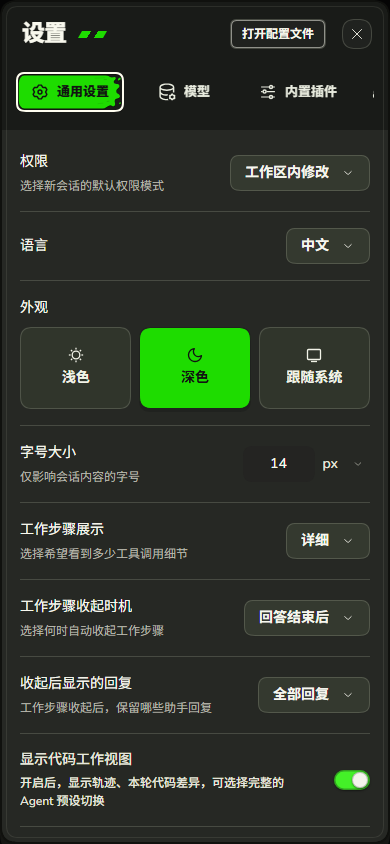 设置
打开配置文件
通用设置
模型
内置插件
权限
选择新会话的默认权限模式
工作区内修改
语言
中文
外观
浅色
深色
跟随系统
字号大小
仅影响会话内容的字号
14
px
工作步骤展示
选择希望看到多少工具调用细节
详细
工作步骤收起时机
选择何时自动收起工作步骤
回答结束后
收起后显示的回复
工作步骤收起后，保留哪些助手回复
全部回复
显示代码工作视图
开启后，显示轨迹、本轮代码差异，可选择完整的
Agent 预设切换